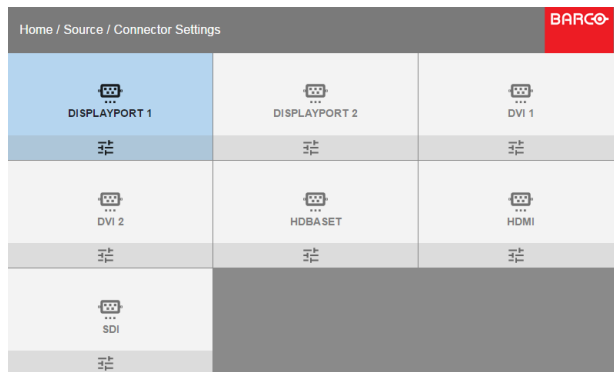 Home / Source / Connector Settings
BARCO
DISPLAYPORT 1
DISPLAYPORT 2
DVI 1
DVI 2
HDBASET
HDMI
SDI